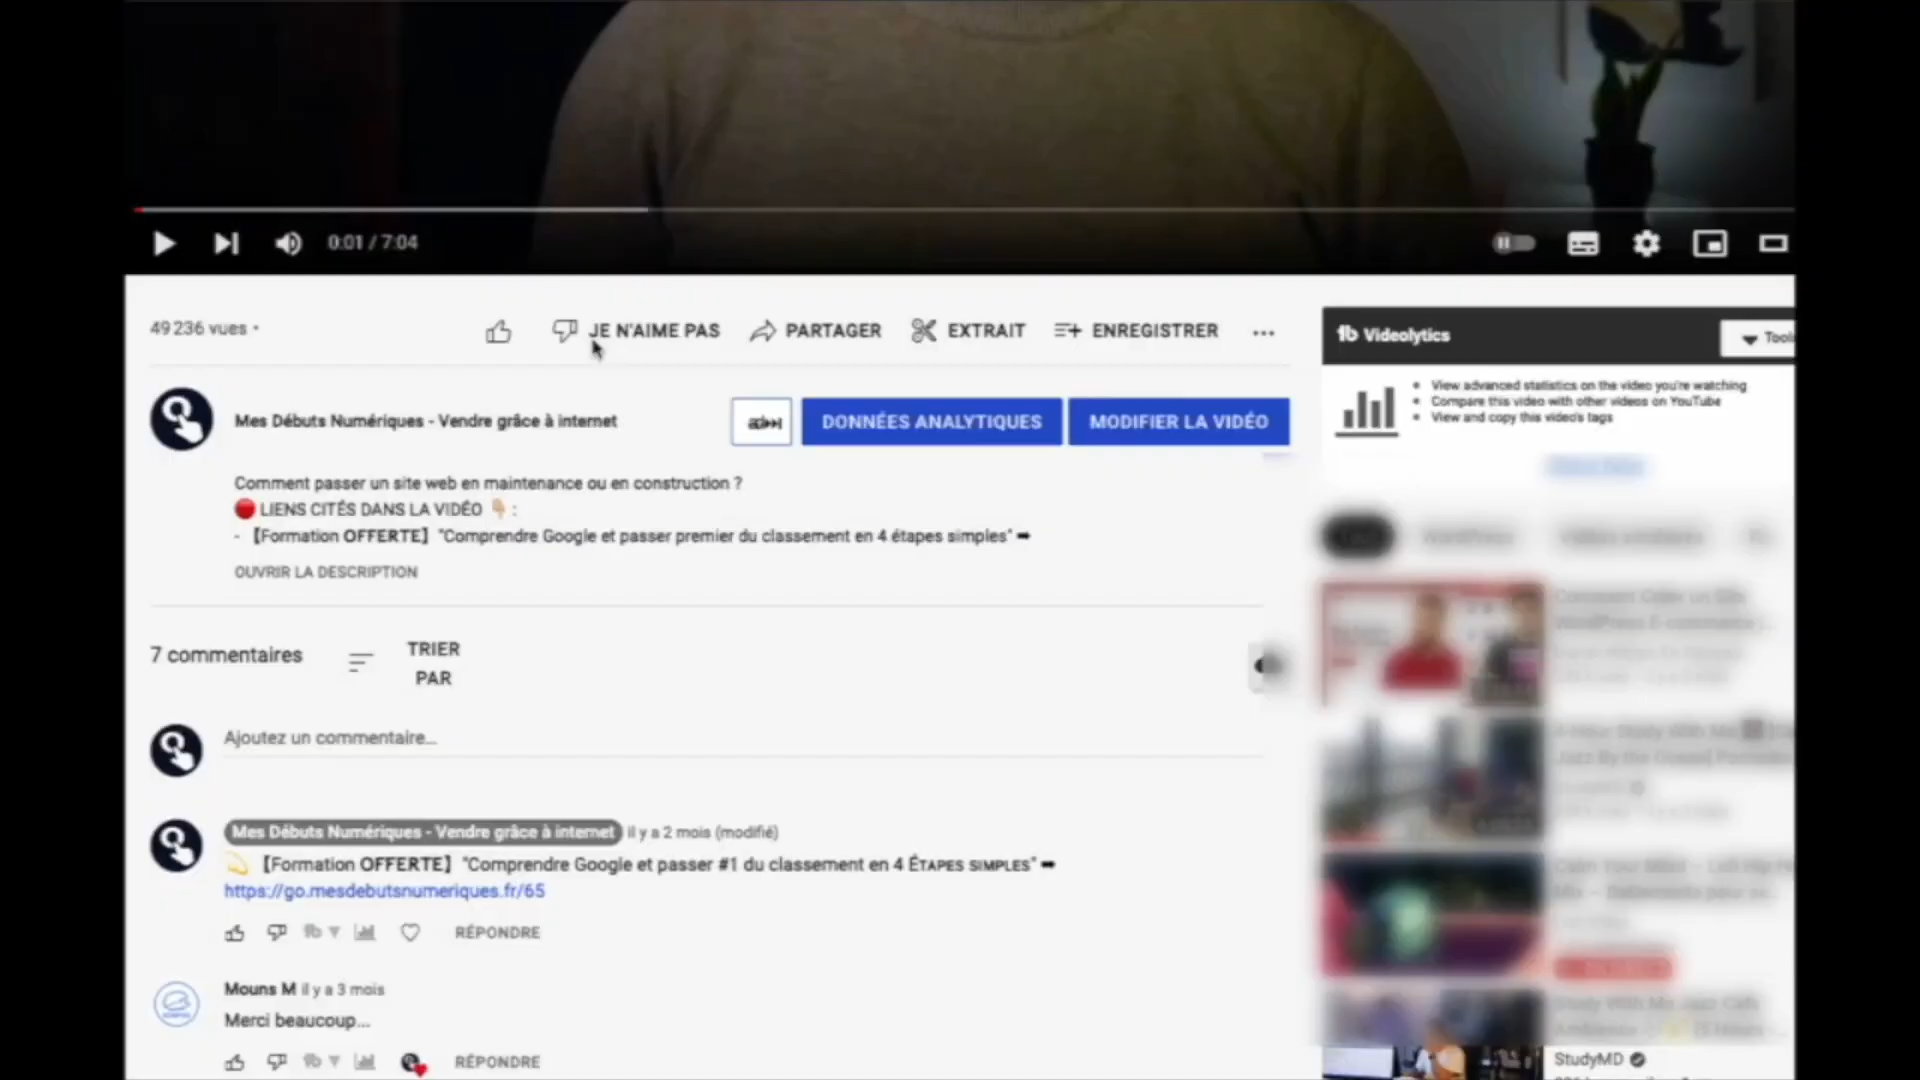 0:01 / 7:04
49 236 vues •
JE N'AIME PAS
PARTAGER
EXTRAIT
ENREGISTRER
Mes Débuts Numériques - Vendre grâce à internet
DONNÉES ANALYTIQUES
MODIFIER LA VIDÉO
Comment passer un site web en maintenance ou en construction ?
🔴 LIENS CITÉS DANS LA VIDÉO 👇🏼 :
- 【Formation OFFERTE】 "Comprendre Google et passer premier du classement en 4 étapes simples" ➡
OUVRIR LA DESCRIPTION
7 commentaires
TRIER
PAR
Ajoutez un commentaire...
Mes Débuts Numériques - Vendre grâce à internet il y a 2 mois (modifié)
💫 【Formation OFFERTE】 "Comprendre Google et passer #1 du classement en 4 ÉTAPES SIMPLES" ➡
https://go.mesdebutsnumeriques.fr/65
RÉPONDRE
Mouns M il y a 3 mois
Merci beaucoup...
RÉPONDRE
Videolytics
• View advanced statistics on the video you're watching
• Compare this video with other videos on YouTube
• View and copy this video's tags
StudyMD